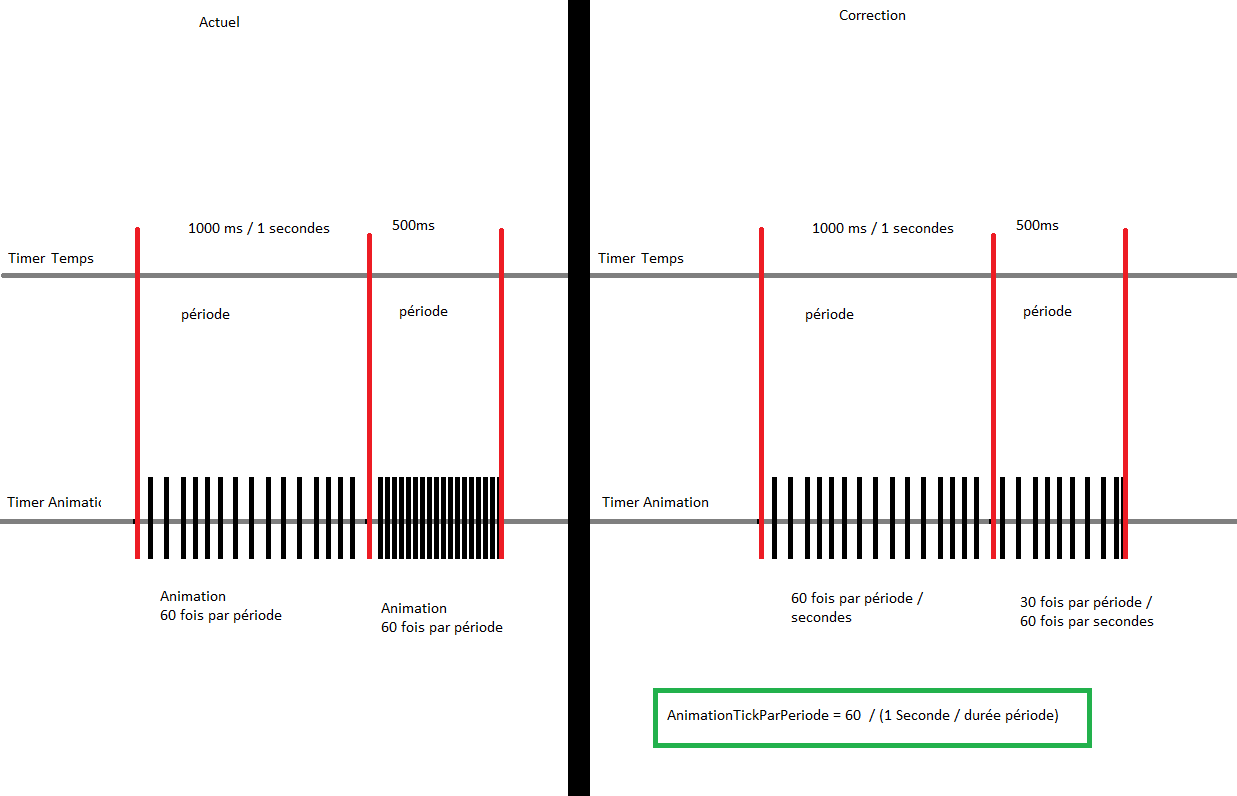 Actuel
1000 ms / 1 secondes
500ms
Timer Temps
période
période
Timer Animatic
Animation
60 fois par période
Animation
60 fois par période
Correction
1000 ms / 1 secondes
500ms
Timer Temps
période
période
Timer Animation
60 fois par période /
secondes
30 fois par période /
60 fois par secondes
AnimationTickParPeriode = 60 / (1 Seconde / durée période)